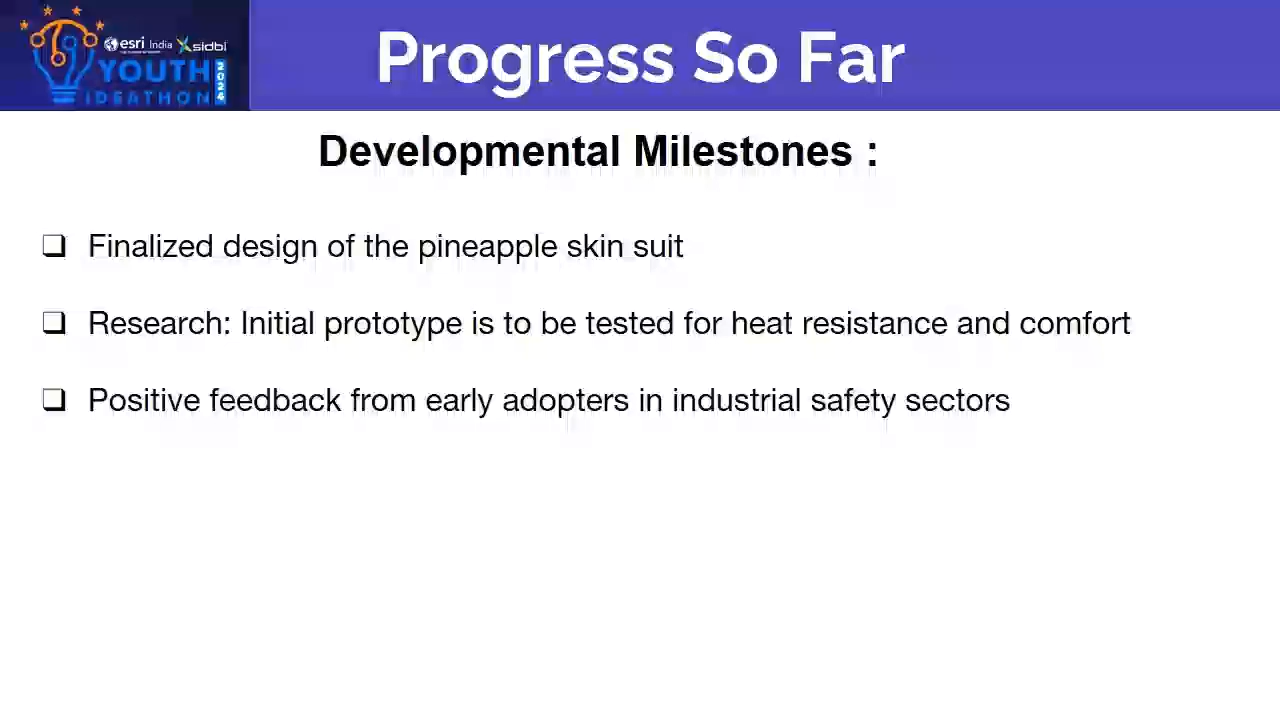 esri India sidbi
YOUTH
IDEATHON
2024
Progress So Far
Developmental Milestones :
❑ Finalized design of the pineapple skin suit
❑ Research: Initial prototype is to be tested for heat resistance and comfort
❑ Positive feedback from early adopters in industrial safety sectors